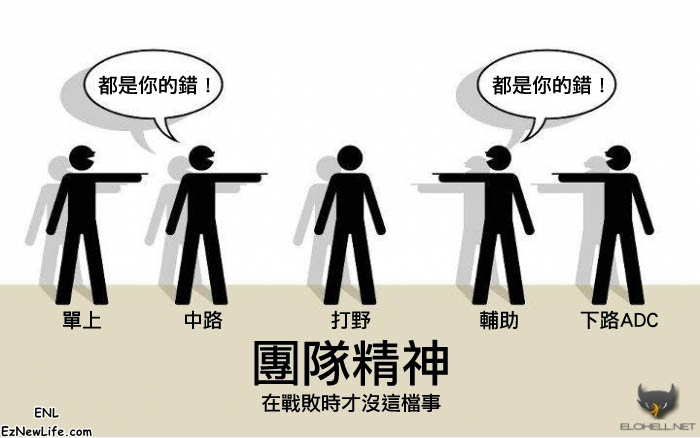 都是你的錯！
都是你的錯！
單上
中路
打野
輔助
下路ADC
團隊精神
在戰敗時才沒這檔事
ENL
EzNewLife.com
ELOHELL.NET